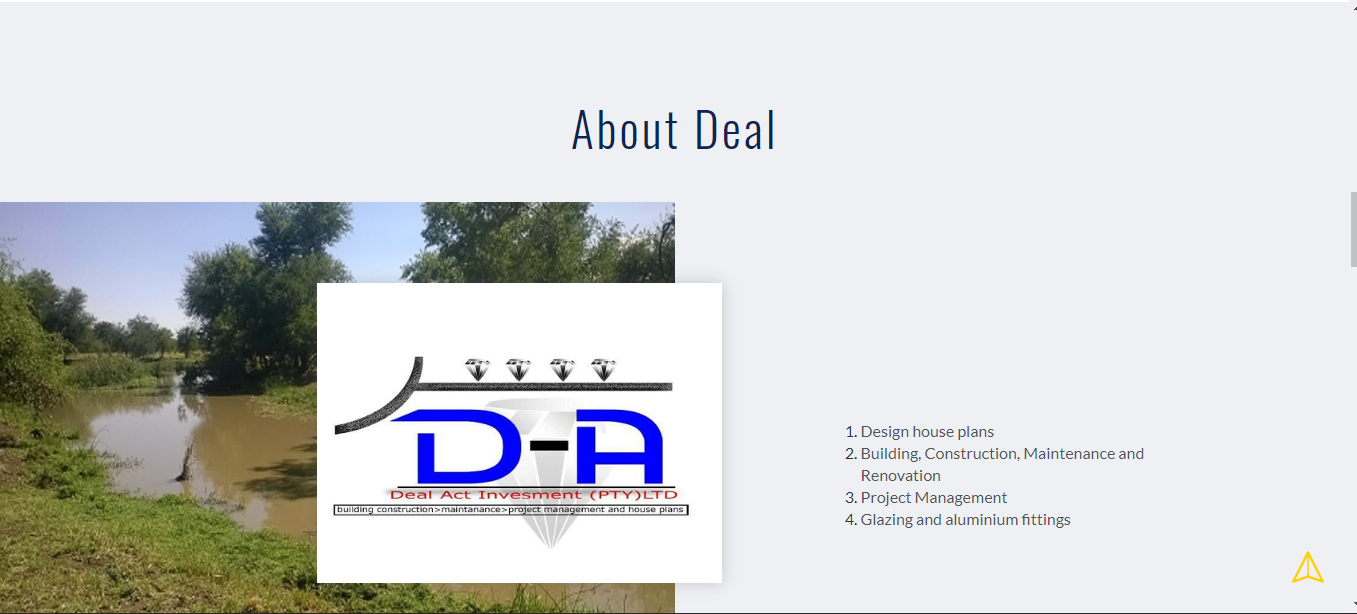 About Deal
D-A
Deal Act Invesment (PTY)LTD
building construction>maintanance>project management and house plans
1. Design house plans
2. Building, Construction, Maintenance and
Renovation
3. Project Management
4. Glazing and aluminium fittings